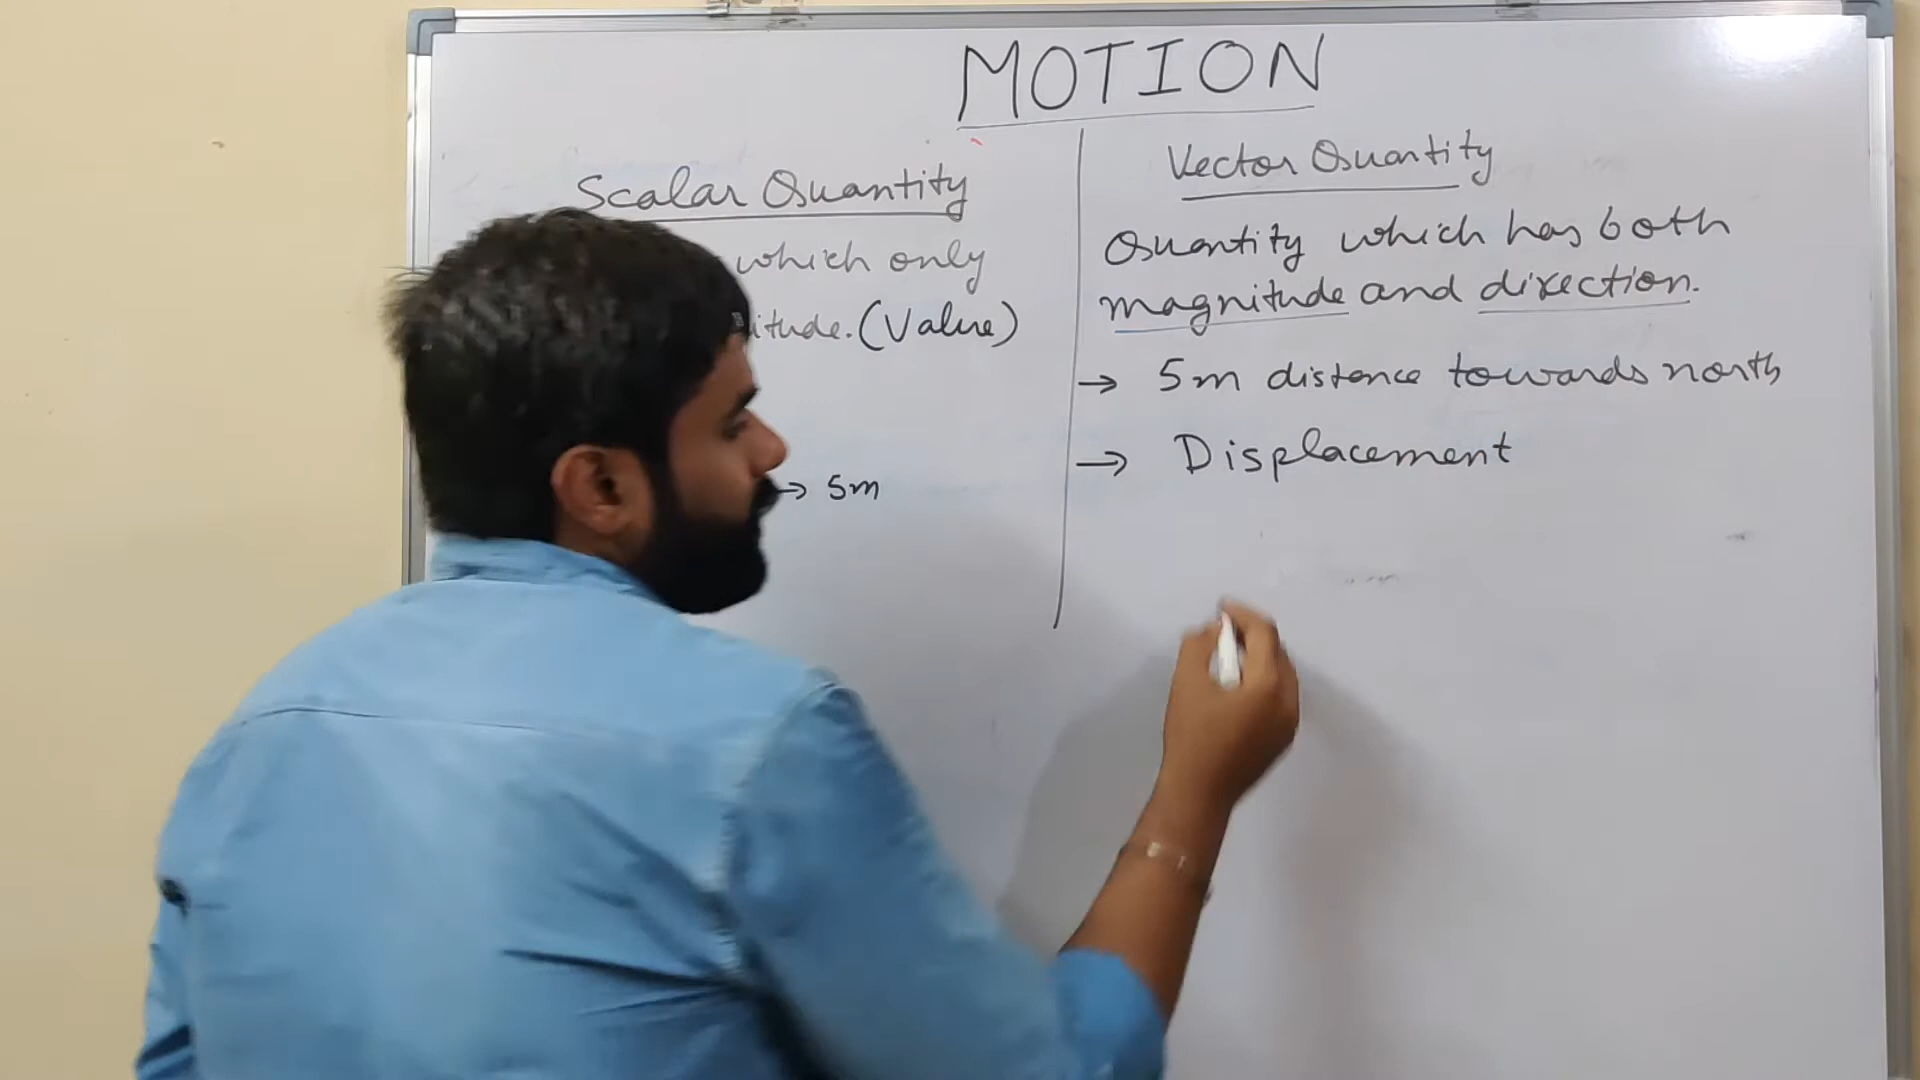 MOTION
Scalar Quantity
which only
itude. (Value)
→ 5m
Vector Quantity
Quantity which has both
magnitude and direction.
→ 5m distance towards north
→ Displacement